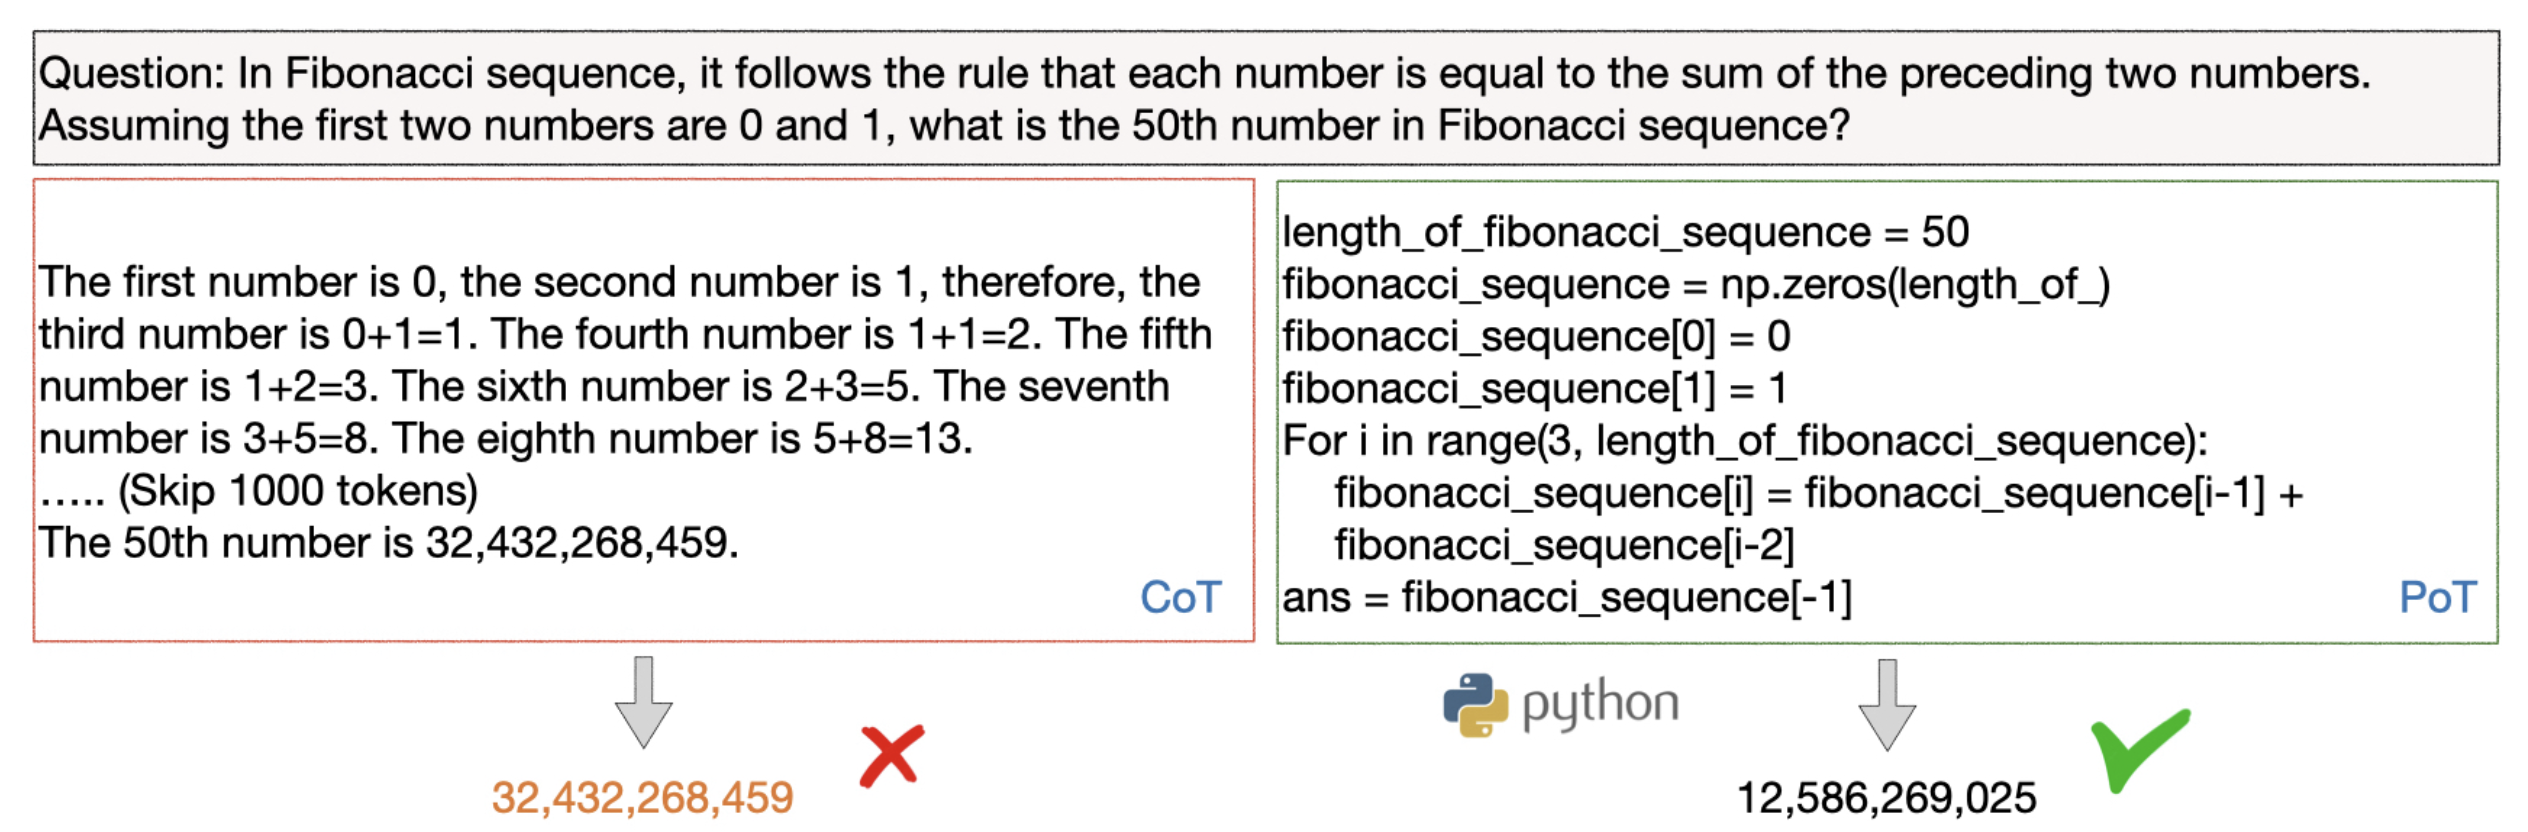 Question: In Fibonacci sequence, it follows the rule that each number is equal to the sum of the preceding two numbers.
Assuming the first two numbers are 0 and 1, what is the 50th number in Fibonacci sequence?
The first number is 0, the second number is 1, therefore, the
third number is 0+1=1. The fourth number is 1+1=2. The fifth
number is 1+2=3. The sixth number is 2+3=5. The seventh
number is 3+5=8. The eighth number is 5+8=13.
….. (Skip 1000 tokens)
The 50th number is 32,432,268,459.
CoT
length_of_fibonacci_sequence = 50
fibonacci_sequence = np.zeros(length_of_)
fibonacci_sequence[0] = 0
fibonacci_sequence[1] = 1
For i in range(3, length_of_fibonacci_sequence):
fibonacci_sequence[i] = fibonacci_sequence[i-1] +
fibonacci_sequence[i-2]
ans = fibonacci_sequence[-1]
PoT
32,432,268,459
python
12,586,269,025